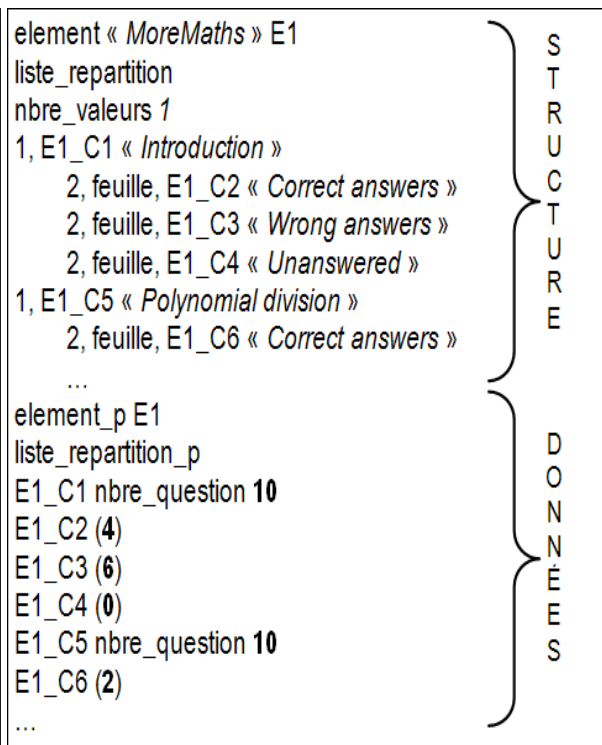 element « MoreMaths » E1
liste_repartition
nbre_valeurs 1
1, E1_C1 « Introduction »
2, feuille, E1_C2 « Correct answers »
2, feuille, E1_C3 « Wrong answers »
2, feuille, E1_C4 « Unanswered »
1, E1_C5 « Polynomial division »
2, feuille, E1_C6 « Correct answers »
...
STRUCTURE
element_p E1
liste_repartition_p
E1_C1 nbre_question 10
E1_C2 (4)
E1_C3 (6)
E1_C4 (0)
E1_C5 nbre_question 10
E1_C6 (2)
...
DONNÉES